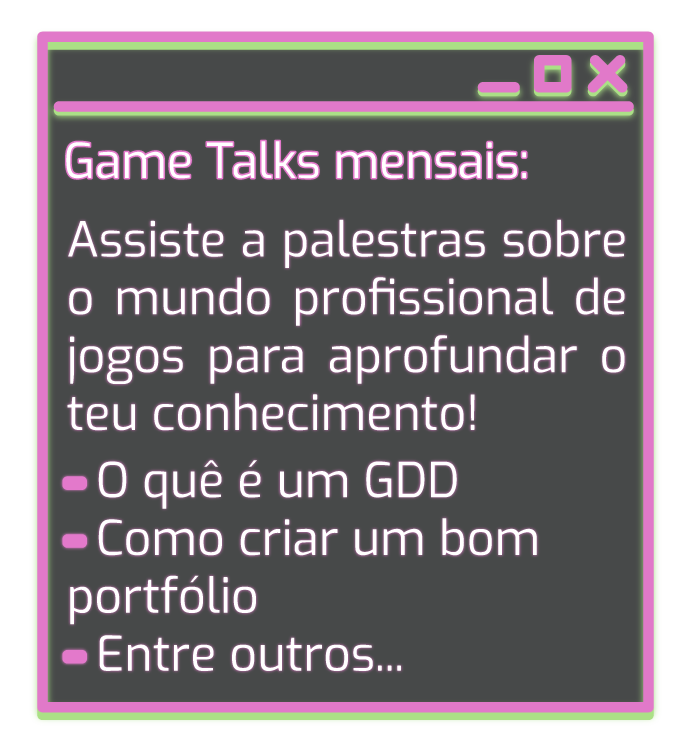 Game Talks mensais:
Assiste a palestras sobre
o mundo profissional de
jogos para aprofundar o
teu conhecimento!
- O quê é um GDD
- Como criar um bom
portfólio
- Entre outros...